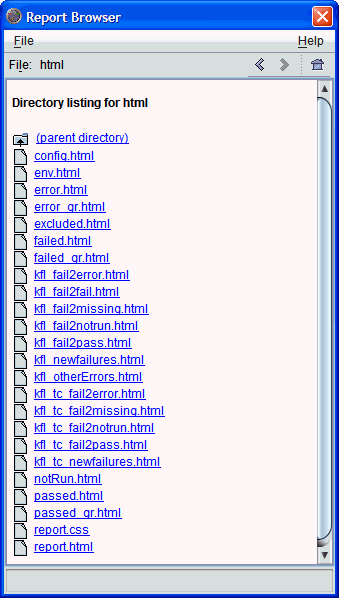 Report Browser
File Help
File: html
Directory listing for html
(parent directory)
config.html
env.html
error.html
error_gr.html
excluded.html
failed.html
failed_gr.html
kfl_fail2error.html
kfl_fail2fail.html
kfl_fail2missing.html
kfl_fail2notrun.html
kfl_fail2pass.html
kfl_newfailures.html
kfl_otherErrors.html
kfl_tc_fail2error.html
kfl_tc_fail2missing.html
kfl_tc_fail2notrun.html
kfl_tc_fail2pass.html
kfl_tc_newfailures.html
notRun.html
passed.html
passed_gr.html
report.css
report.html